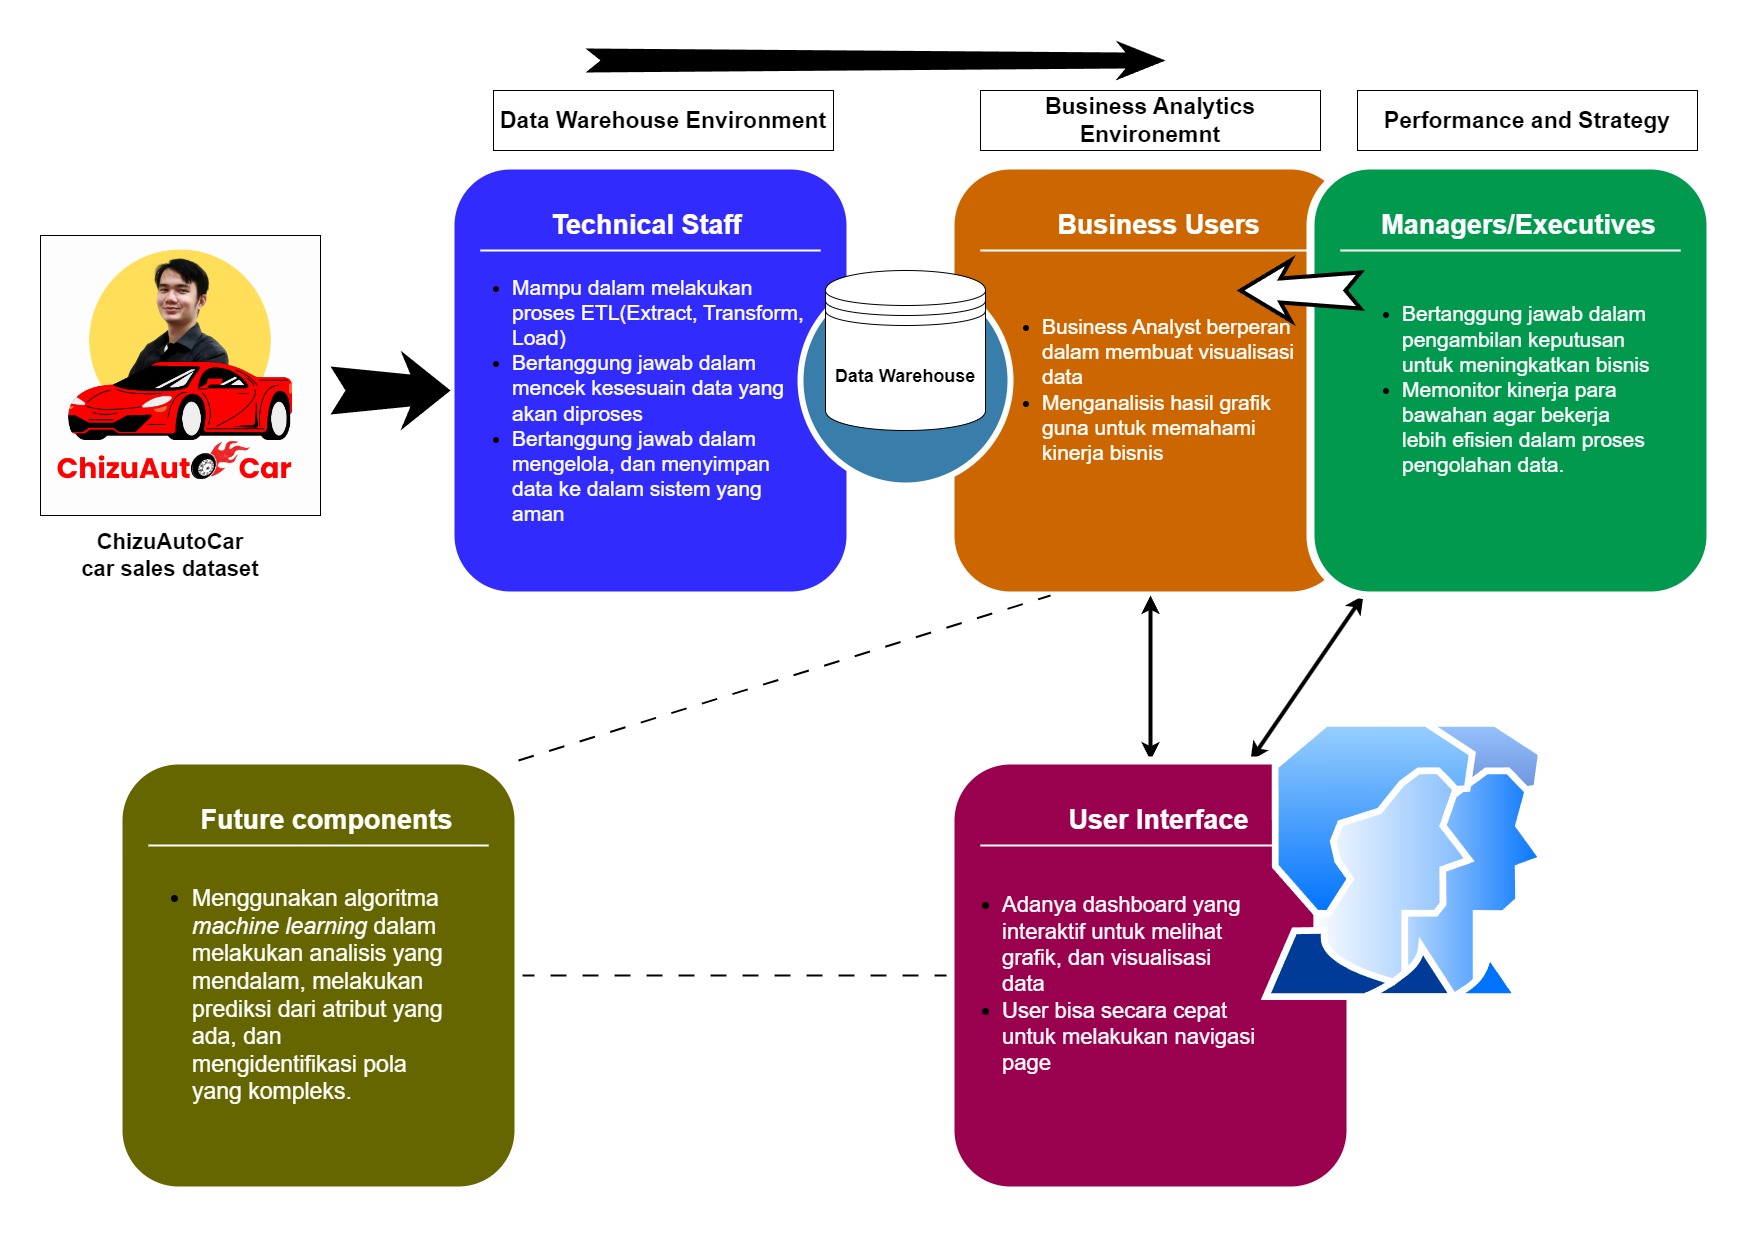 Data Warehouse Environment
Business Analytics
Environemnt
Performance and Strategy
Technical Staff
Mampu dalam melakukan
proses ETL(Extract, Transform,
Load)
Bertanggung jawab dalam
mencek kesesuain data yang
akan diproses
Bertanggung jawab dalam
mengelola, dan menyimpan
data ke dalam sistem yang
aman
Data Warehouse
Business Users
Business Analyst berperan
dalam membuat visualisasi
data
Menganalisis hasil grafik
guna untuk memahami
kinerja bisnis
Managers/Executives
Bertanggung jawab dalam
pengambilan keputusan
untuk meningkatkan bisnis
Memonitor kinerja para
bawahan agar bekerja
lebih efisien dalam proses
pengolahan data.
ChizuAutoCar
ChizuAutoCar
car sales dataset
Future components
Menggunakan algoritma
machine learning dalam
melakukan analisis yang
mendalam, melakukan
prediksi dari atribut yang
ada, dan
mengidentifikasi pola
yang kompleks.
User Interface
Adanya dashboard yang
interaktif untuk melihat
grafik, dan visualisasi
data
User bisa secara cepat
untuk melakukan navigasi
page